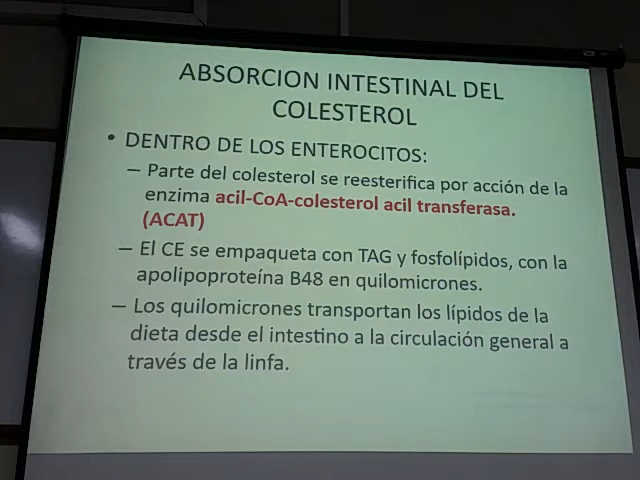 ABSORCION INTESTINAL DEL
COLESTEROL
• DENTRO DE LOS ENTEROCITOS:
– Parte del colesterol se reesterifica por acción de la
enzima acil-CoA-colesterol acil transferasa.
(ACAT)
– El CE se empaqueta con TAG y fosfolípidos, con la
apolipoproteína B48 en quilomicrones.
– Los quilomicrones transportan los lípidos de la
dieta desde el intestino a la circulación general a
través de la linfa.